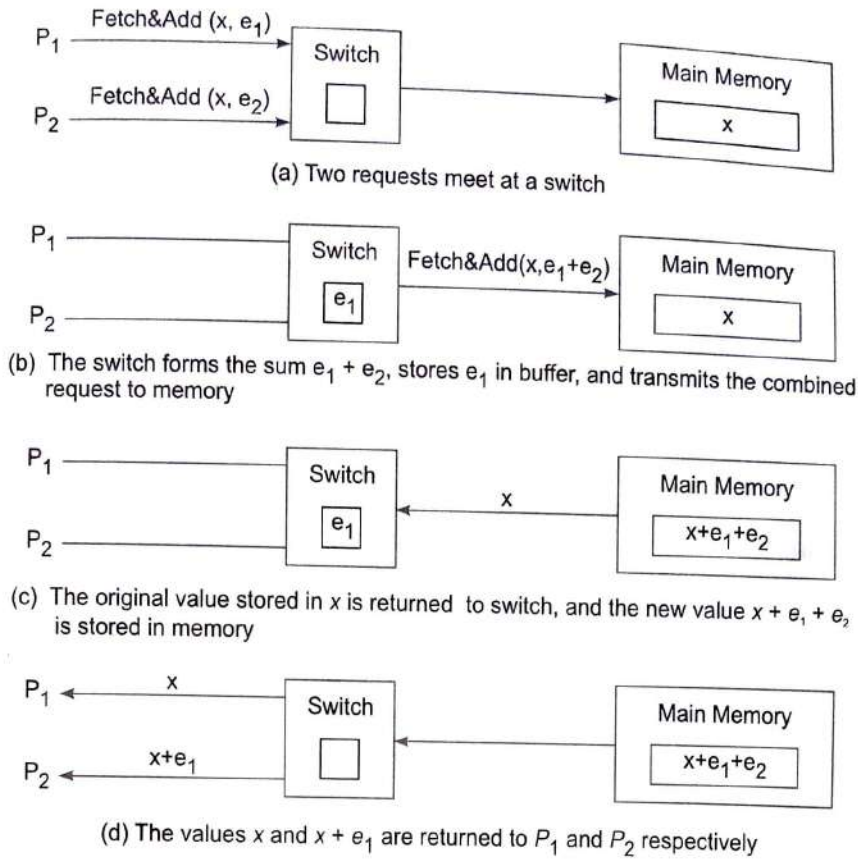 P₁ Fetch&Add (x, e₁)
P₂ Fetch&Add (x, e₂)
Switch
Main Memory
x
(a) Two requests meet at a switch
P₁
P₂
Switch
e₁
Fetch&Add(x,e₁+e₂)
Main Memory
x
(b) The switch forms the sum e₁ + e₂, stores e₁ in buffer, and transmits the combined
request to memory
P₁
P₂
Switch
e₁
x
Main Memory
x+e₁+e₂
(c) The original value stored in x is returned to switch, and the new value x + e₁ + e₂
is stored in memory
P₁ x
P₂ x+e₁
Switch
Main Memory
x+e₁+e₂
(d) The values x and x + e₁ are returned to P₁ and P₂ respectively